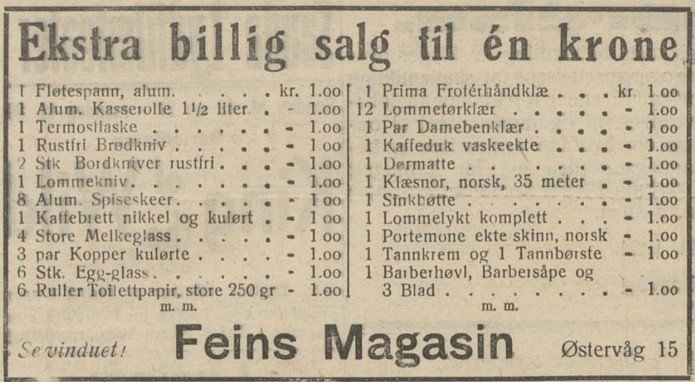 Ekstra billig salg til én krone
1 Fløtespann, alum. . . . . . kr. 1.00
1 Alum. Kasserolle 1 1/2 liter . - 1.00
1 Termosflaske . . . . . . - 1.00
1 Rustfri Brødkniv . . . . . - 1.00
2 Stk Bordkniver rustfri . . . - 1.00
1 Lommekniv . . . . . . . - 1.00
8 Alum. Spiseskeer . . . . . - 1.00
1 Kaffebrett nikkel og kulørt . - 1 00
4 Store Melkeglass . . . . . - 1.00
3 par Kopper kulørte . . . . - 1.00
6 Stk. Egg-glass . . . . . . - 1.00
6 Ruller Toilettpapir, store 250 gr - 1.00
m. m.
1 Prima Frotérhåndklæ . . . kr 1 00
12 Lommetørklær . . . . . - 1.00
1 Par Damebenklær . . . . - 1.00
1 Kaffeduk vaskeekte . . . . - 1 00
1 Dørmatte . . . . . . . - 1 00
1 Klæsnor, norsk, 35 meter . - 1 00
1 Sinkbøtte . . . . . . . - 1.00
1 Lommelykt komplett . . . . - 1.00
1 Portemone ekte skinn, norsk - 1.00
1 Tannkrem og 1 Tannbørste - 1.00
1 Barberhøvl, Barbersåpe og
3 Blad . . . . . . . . - 1.00
m. m.
Se vinduet! Feins Magasin Østervåg 15